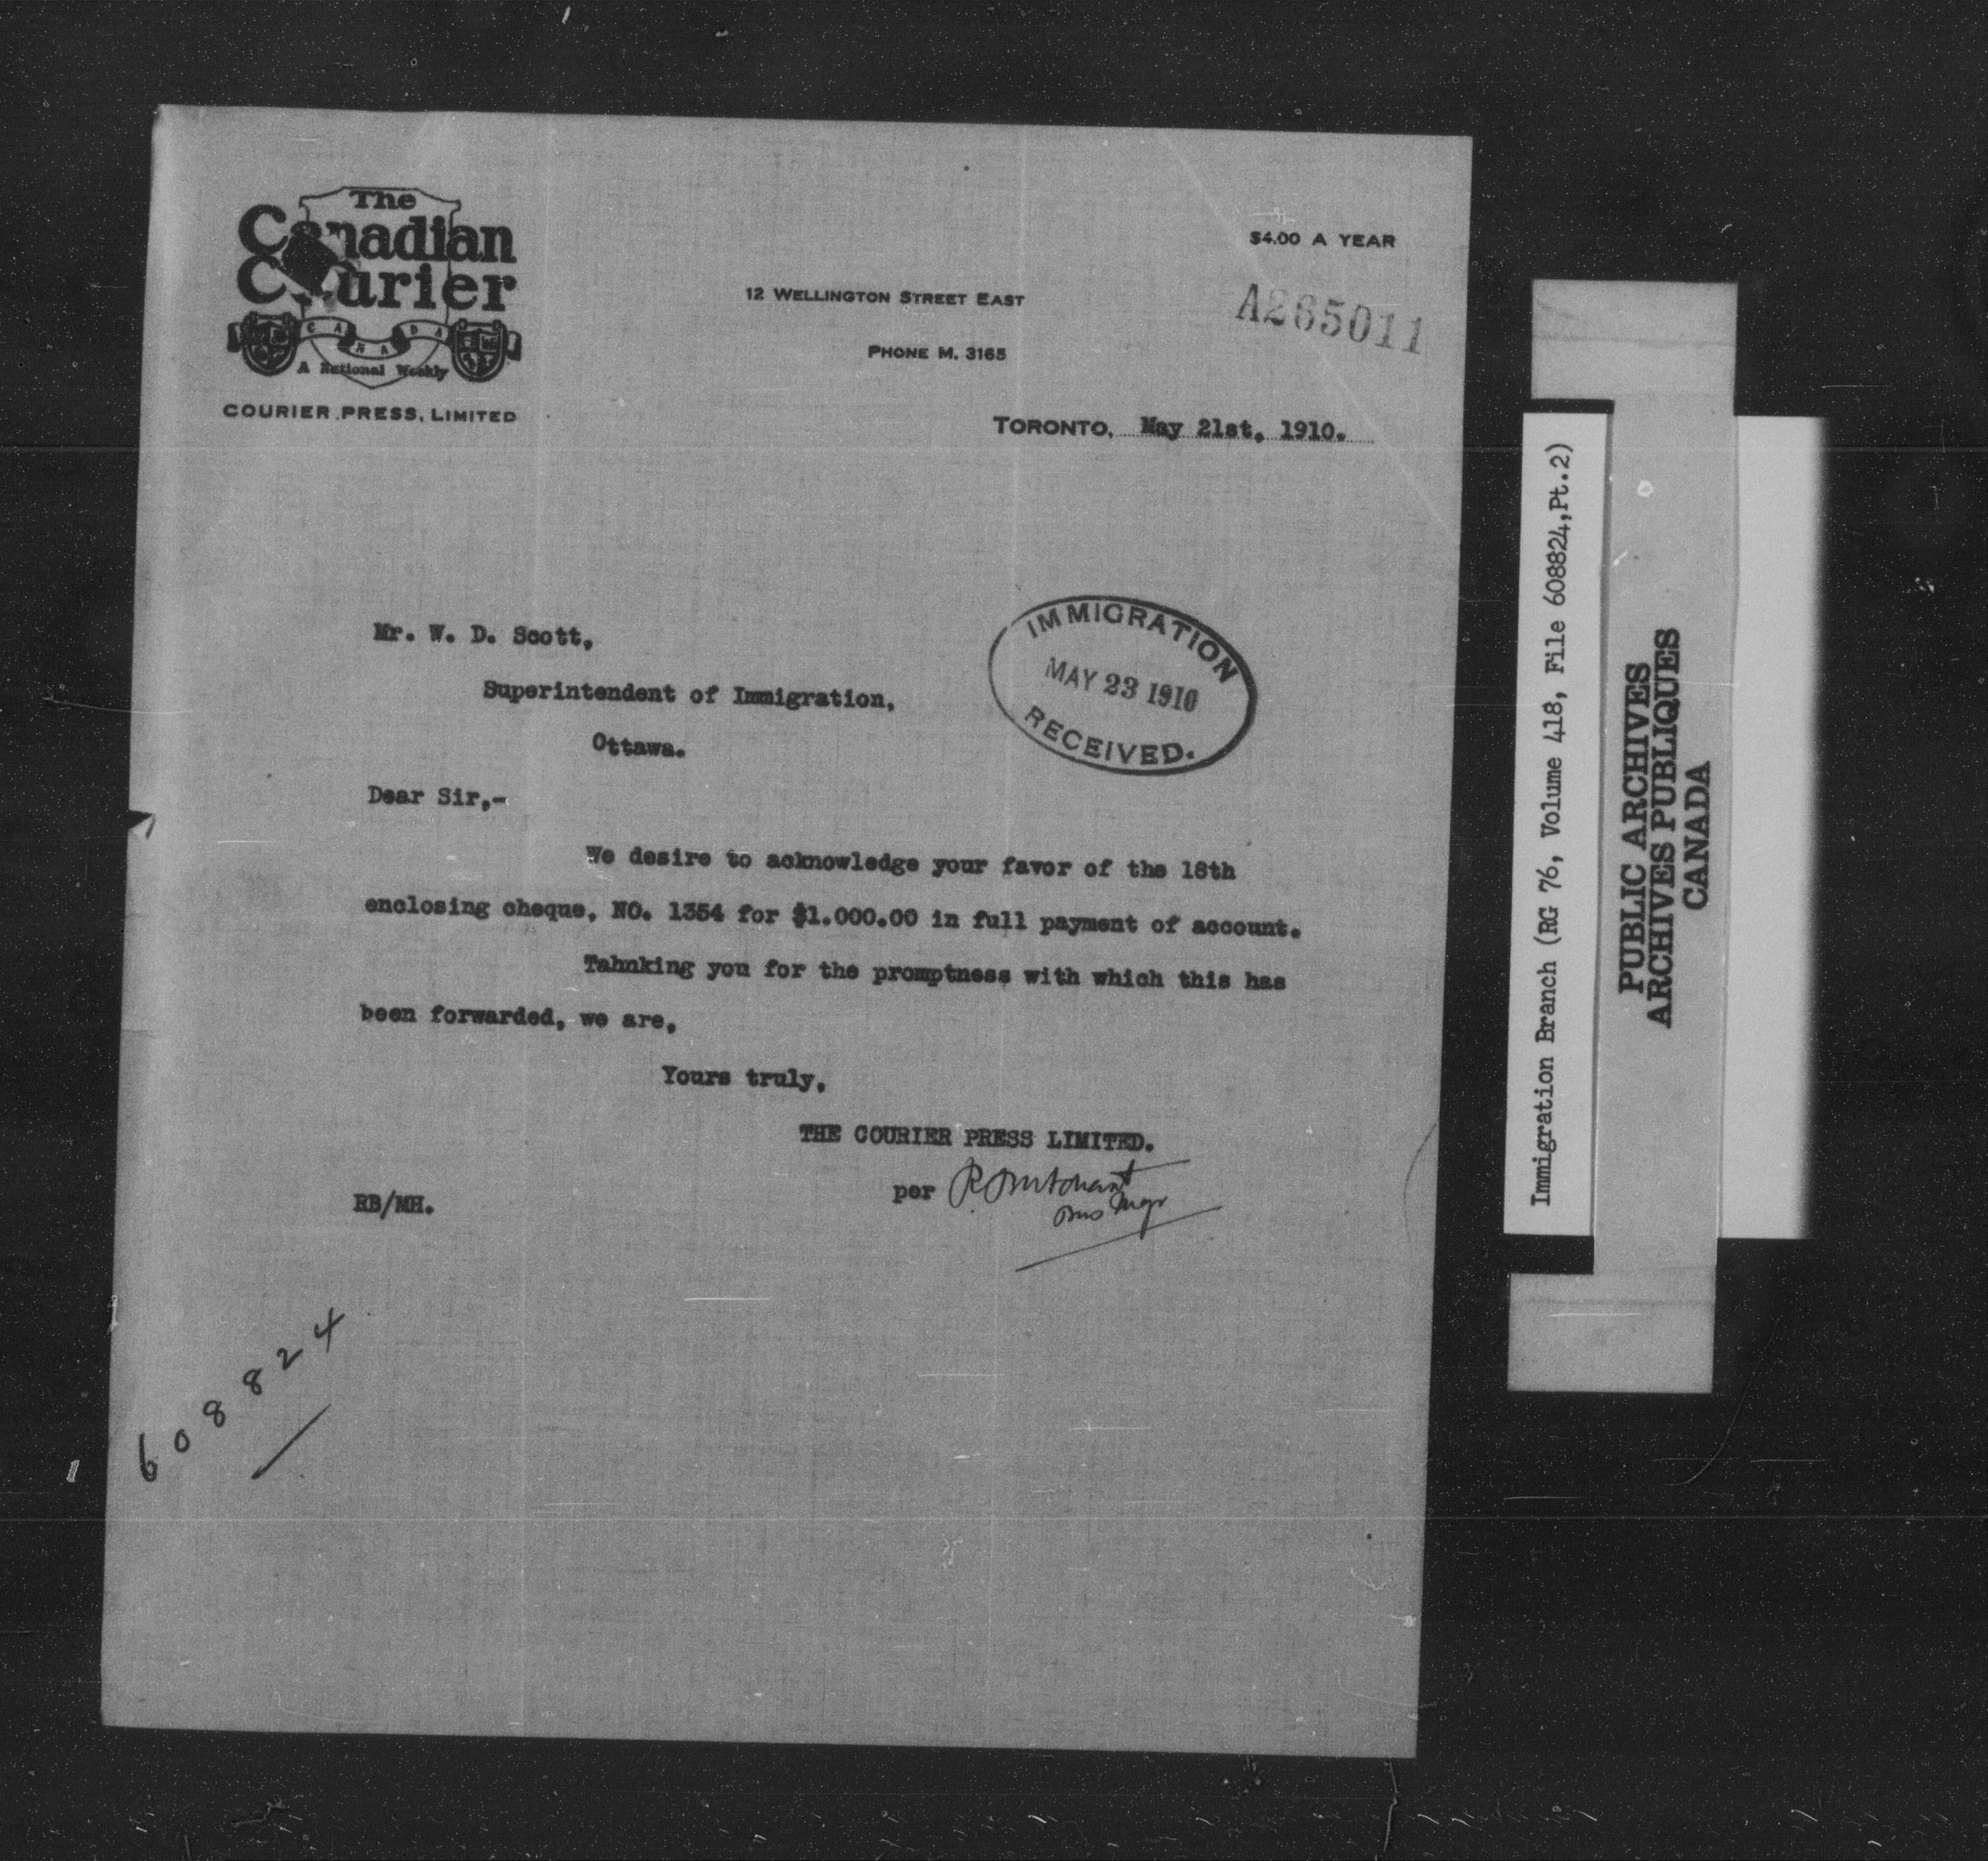 The
Canadian
Courier
CANADA
A National Weekly
COURIER PRESS, LIMITED
$4.00 A YEAR
12 WELLINGTON STREET EAST
A265011
PHONE M. 3165
TORONTO, May 21st, 1910.
Mr. W. D. Scott,
Superintendent of Immigration,
Ottawa.
IMMIGRATION
MAY 23 1910
RECEIVED.
Dear Sir,-
We desire to acknowledge your favor of the 18th
enclosing cheque, NO. 1354 for $1.000.00 in full payment of account.
Tahnking you for the promptness with which this has
been forwarded, we are,
Yours truly,
THE COURIER PRESS LIMITED.
per
Bus Mgr
RB/MH.
608824
Immigration Branch (RG 76, Volume 418, File 608824,Pt.2)
PUBLIC ARCHIVES
ARCHIVES PUBLIQUES
CANADA